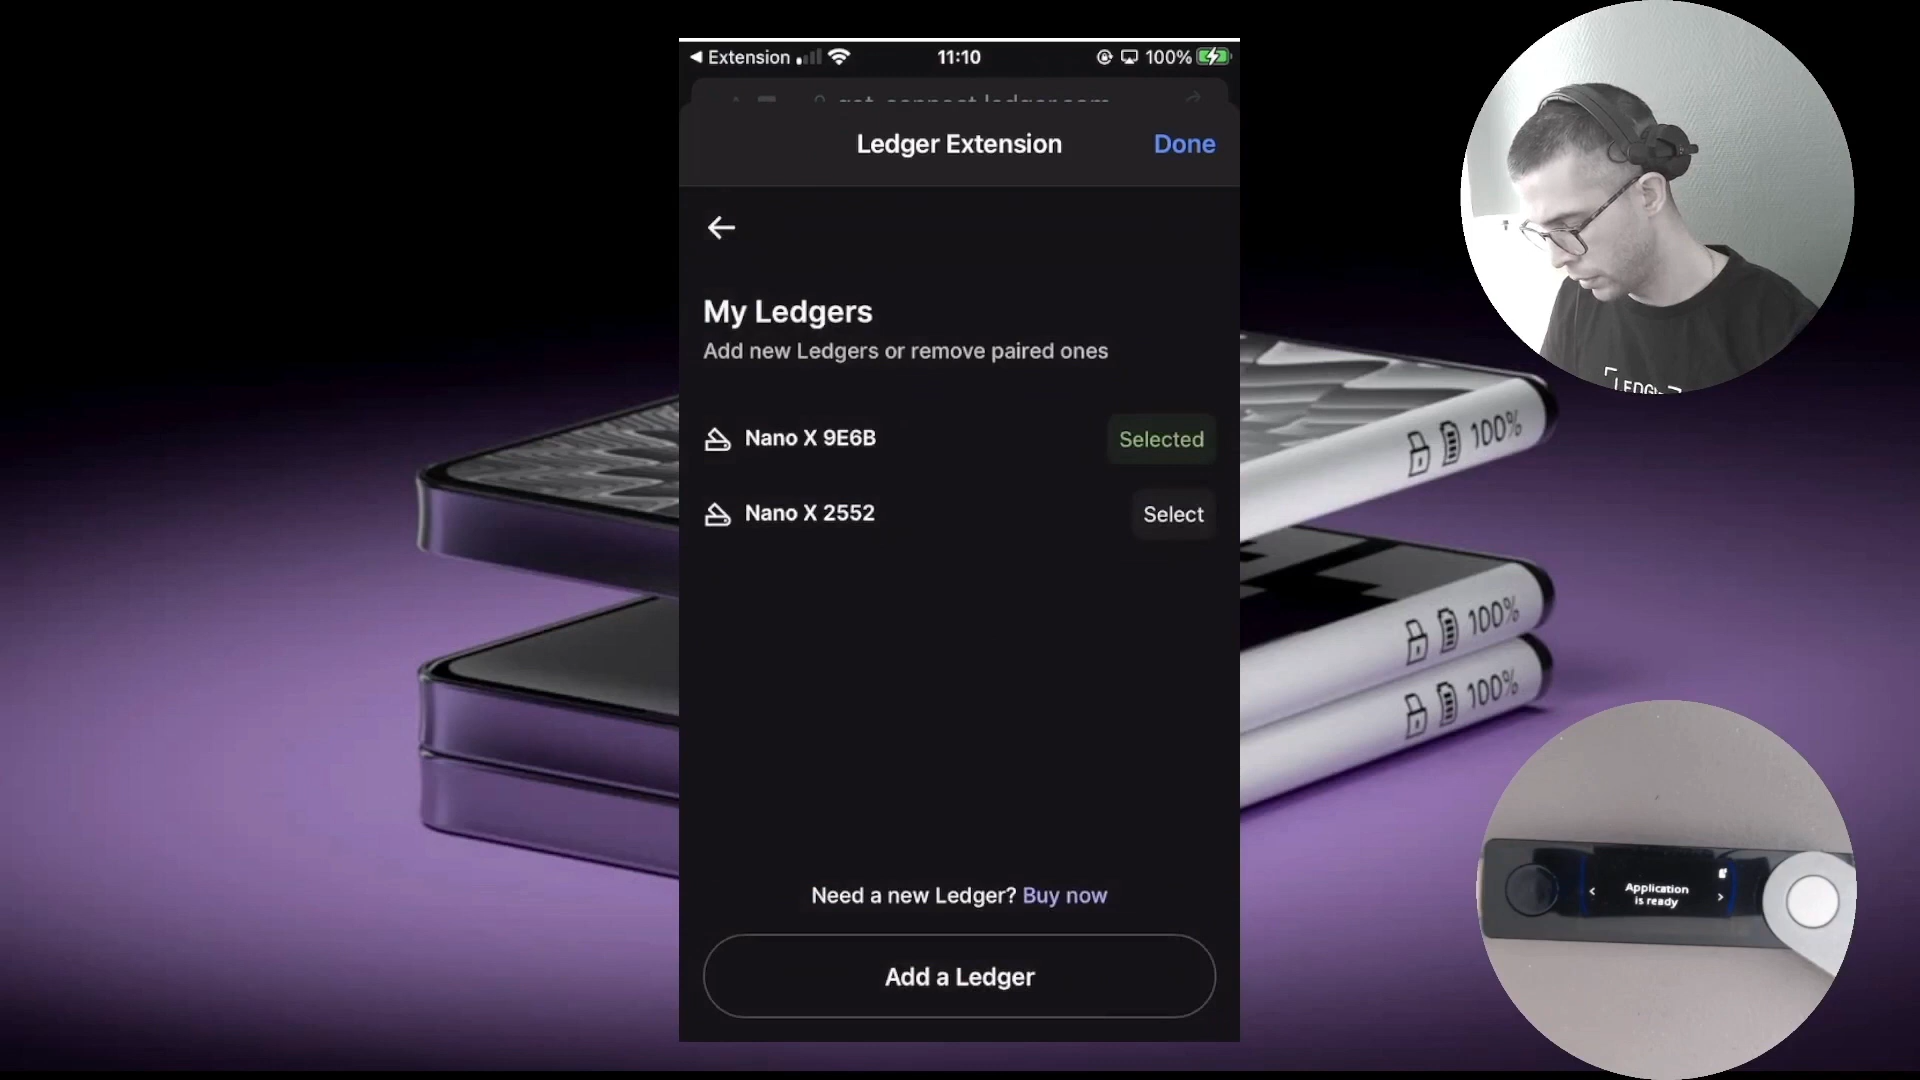 Extension
11:10
100%
Ledger Extension
Done
My Ledgers
Add new Ledgers or remove paired ones
Nano X 9E6B
Selected
Nano X 2552
Select
Need a new Ledger? Buy now
Add a Ledger
100%
100%
100%
Application
is ready